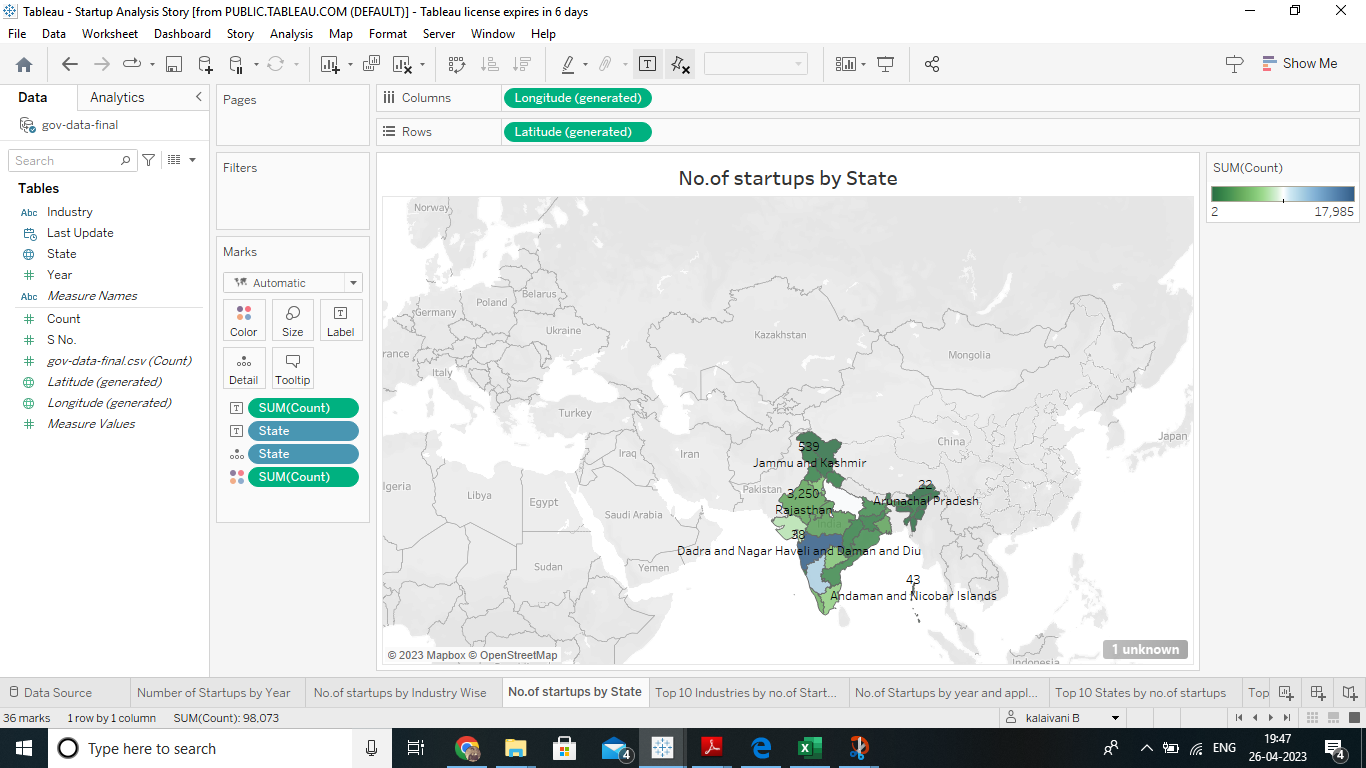 Tableau - Startup Analysis Story [from PUBLIC.TABLEAU.COM (DEFAULT)] - Tableau license expires in 6 days
File Data Worksheet Dashboard Story Analysis Map Format Server Window Help
Show Me
Data Analytics
gov-data-final
Search
Tables
Abc Industry
Last Update
State
# Year
Abc Measure Names
# Count
# S No.
# gov-data-final.csv (Count)
Latitude (generated)
Longitude (generated)
# Measure Values
Pages
Filters
Marks
Automatic
Color Size Label
Detail Tooltip
SUM(Count)
State
State
SUM(Count)
Columns Longitude (generated)
Rows Latitude (generated)
No.of startups by State
Norway
Belarus
Poland
Germany
Ukraine
Kazakhstan
Mongolia
rance
Italy
Turkey
China
Japan
539
Jammu and Kashmir
Iraq
Iran
Pakistan
22
Arunachal Pradesh
3,250
Rajasthan
lgeria
Libya
Egypt
Saudi Arabia
India
38
Dadra and Nagar Haveli and Daman and Diu
Sudan
Yemen
43
Andaman and Nicobar Islands
© 2023 Mapbox © OpenStreetMap
1 unknown
Indonesia
SUM(Count)
2 17,985
Data Source Number of Startups by Year No.of startups by Industry Wise No.of startups by State Top 10 Industries by no.of Start... No.of Startups by year and appl... Top 10 States by no.of startups Top
36 marks 1 row by 1 column SUM(Count): 98.073 kalaivani B
Type here to search
4
ENG
19:47
26-04-2023
4